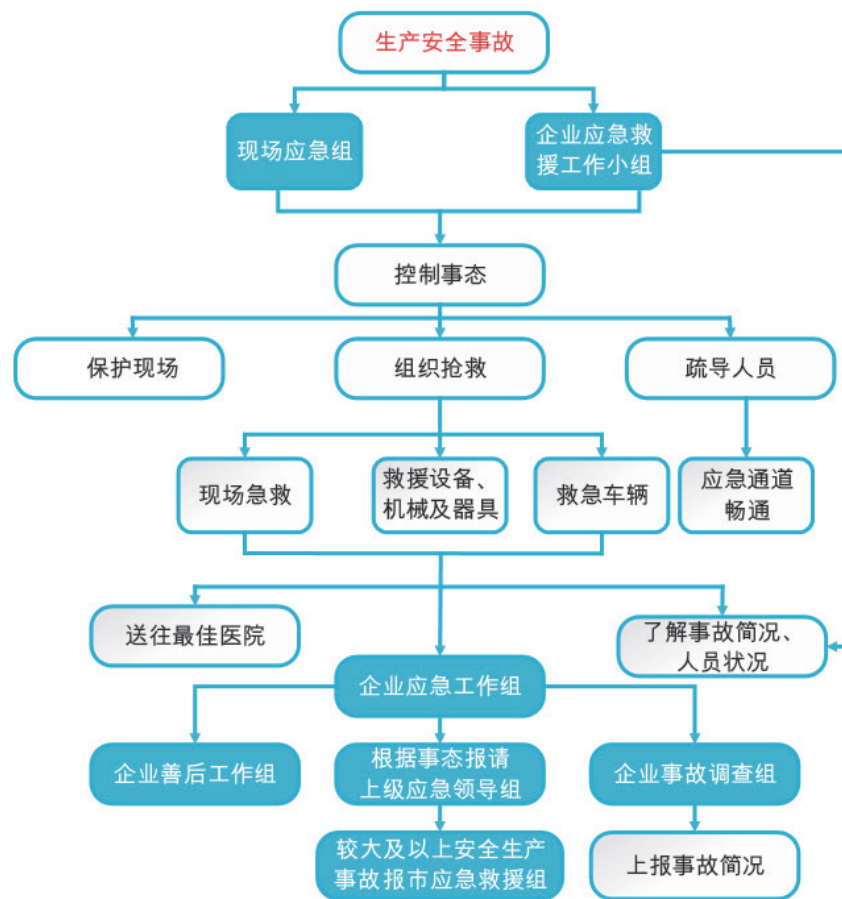 生产安全事故
现场应急组
企业应急救
援工作小组
控制事态
保护现场
组织抢救
疏导人员
现场急救
救援设备、
机械及器具
救急车辆
应急通道
畅通
送往最佳医院
了解事故简况、
人员状况
企业应急工作组
企业善后工作组
根据事态报请
上级应急领导组
企业事故调查组
较大及以上安全生产
事故报市应急救援组
上报事故简况